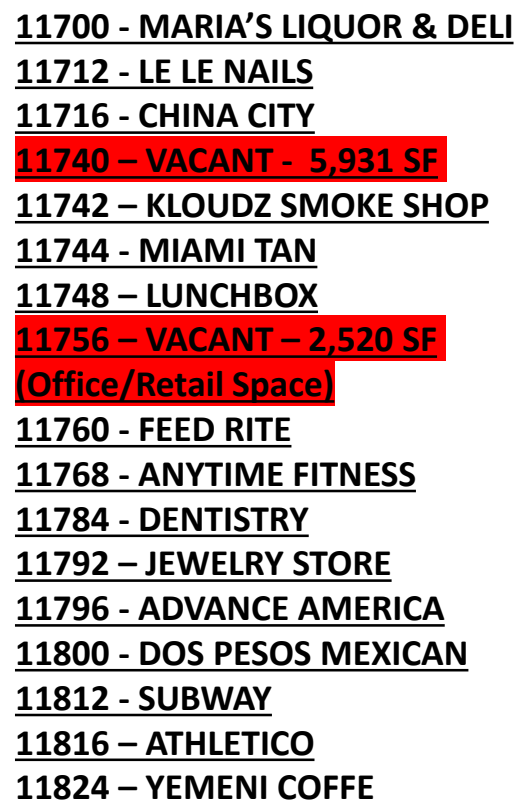 11700 - MARIA’S LIQUOR & DELI
11712 - LE LE NAILS
11716 - CHINA CITY
11740 – VACANT -  5,931 SF
11742 – KLOUDZ SMOKE SHOP
11744 - MIAMI TAN
11748 – LUNCHBOX
11756 – VACANT – 2,520 SF
(Office/Retail Space)
11760 - FEED RITE
11768 - ANYTIME FITNESS
11784 - DENTISTRY
11792 – JEWELRY STORE
11796 - ADVANCE AMERICA
11800 - DOS PESOS MEXICAN
11812 - SUBWAY
11816 – ATHLETICO
11824 – YEMENI COFFE